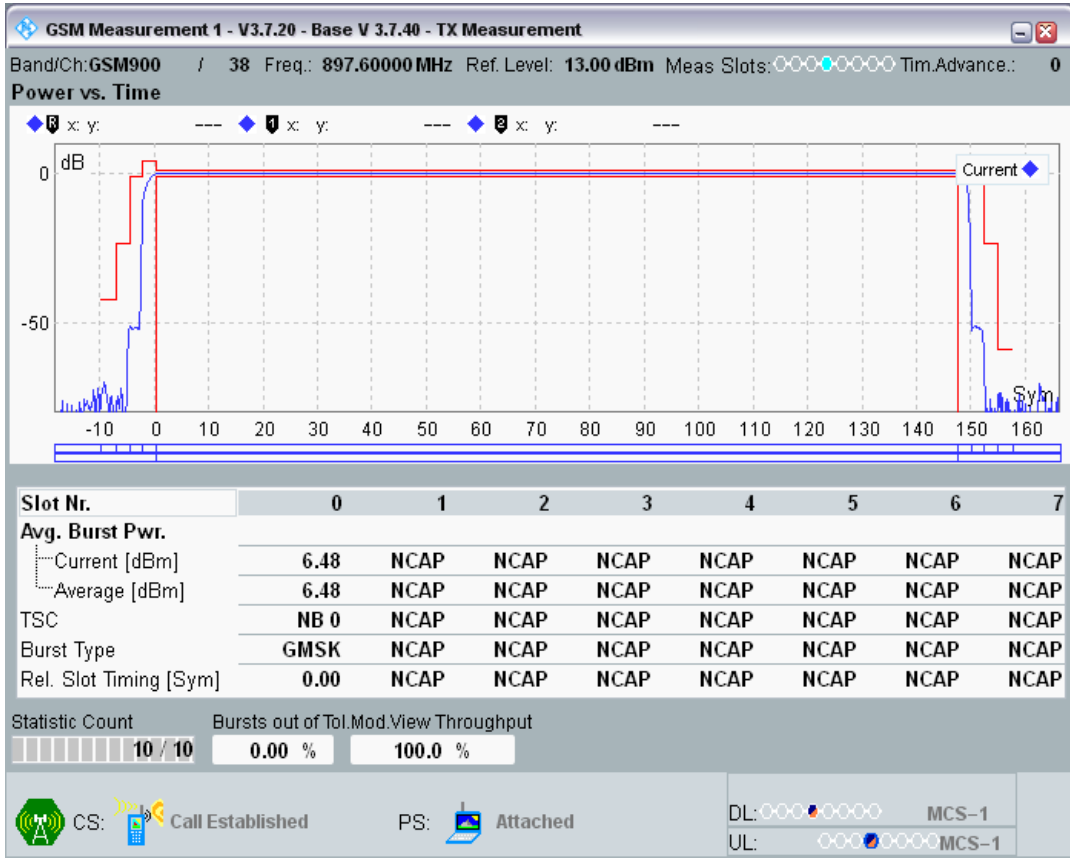 GSM Measurement 1 - V3.7.20 - Base V 3.7.40 - TX Measurement
Band/Ch:GSM900 / 38 Freq.: 897.60000 MHz Ref. Level: 13.00 dBm Meas Slots: Tim.Advance.: 0
Power vs. Time
R x: y: --- 1 x: y: --- 2 x: y: ---
dB
Current
0
-50
Sym
-10 0 10 20 30 40 50 60 70 80 90 100 110 120 130 140 150 160
Slot Nr. 0 1 2 3 4 5 6 7
Avg. Burst Pwr.
Current [dBm] 6.48 NCAP NCAP NCAP NCAP NCAP NCAP NCAP
Average [dBm] 6.48 NCAP NCAP NCAP NCAP NCAP NCAP NCAP
TSC NB 0 NCAP NCAP NCAP NCAP NCAP NCAP NCAP
Burst Type GMSK NCAP NCAP NCAP NCAP NCAP NCAP NCAP
Rel. Slot Timing [Sym] 0.00 NCAP NCAP NCAP NCAP NCAP NCAP NCAP
Statistic Count Bursts out of Tol.Mod.View Throughput
10 / 10 0.00 % 100.0 %
CS: Call Established PS: Attached
DL: MCS-1
UL: MCS-1